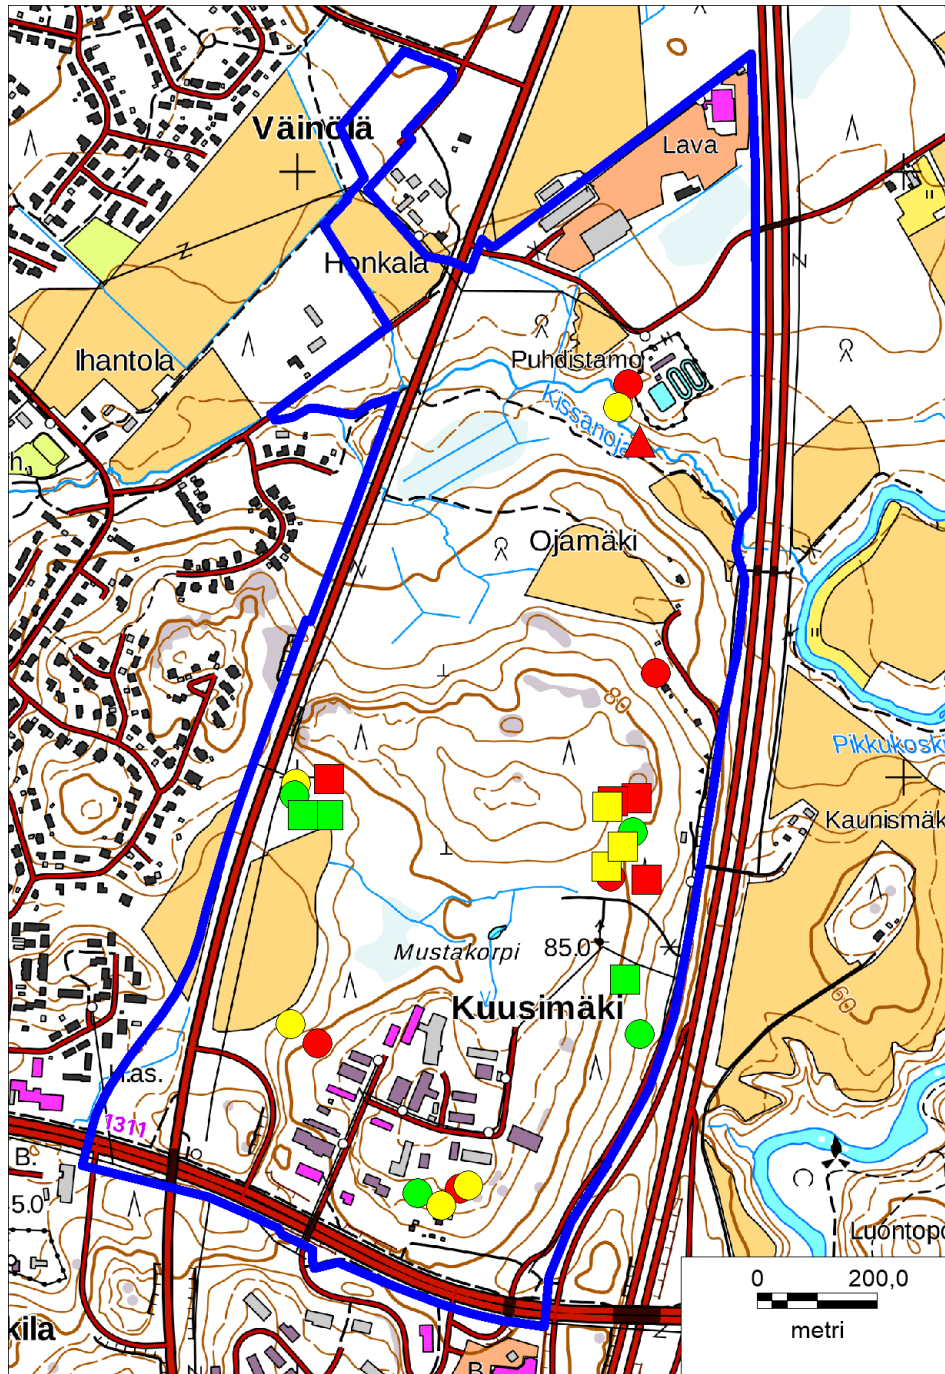 Väinölä
Lava
Honkala
Ihantola
Puhdistamo
h.
Kissanoja
Ojamäki
80
Pikkukoski
Kaunismäk
Mustakorpi
85.0
Kuusimäki
60
H.as.
1311
B.
5.0
Luontopo
kila
B
0 200,0
metri